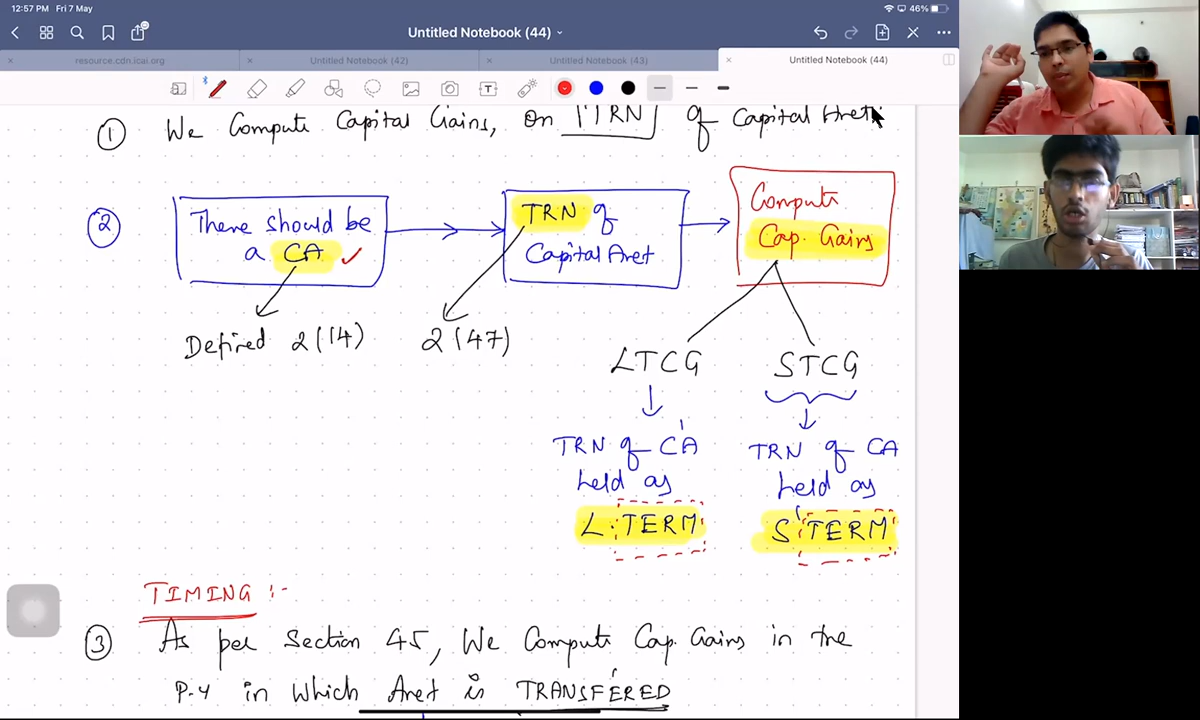 12:57 PM Fri 7 May
46%
Untitled Notebook (44)
resource.cdn.icai.org
Untitled Notebook (42)
Untitled Notebook (43)
Untitled Notebook (44)
① We Compute Capital Gains, on TRN of Capital Asset
② There should be
a CA ✓
TRN of
Capital Asset
Compute
Cap. Gains
Defined 2(14)
2(47)
LTCG
STCG
TRN of CA
held as
L.TERM
TRN of CA
held as
S.TERM
TIMING :-
③ As per Section 45, We Compute Cap. Gains in the
P.Y in which Asset is TRANSFERED